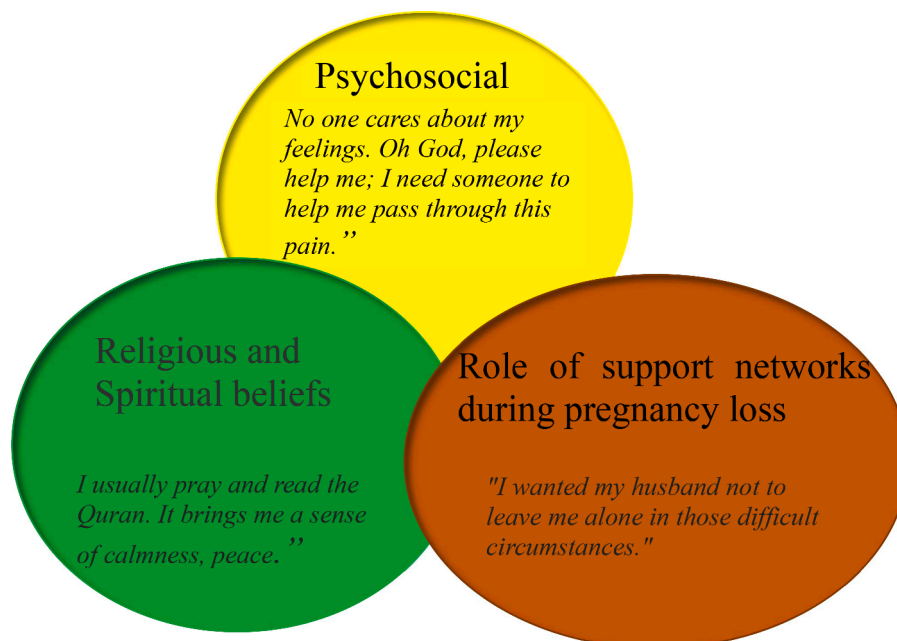 Psychosocial
No one cares about my
feelings. Oh God, please
help me; I need someone to
help me pass through this
pain.”
Religious and
Spiritual beliefs
I usually pray and read the
Quran. It brings me a sense
of calmness, peace.”
Role of support networks
during pregnancy loss
"I wanted my husband not to
leave me alone in those difficult
circumstances."